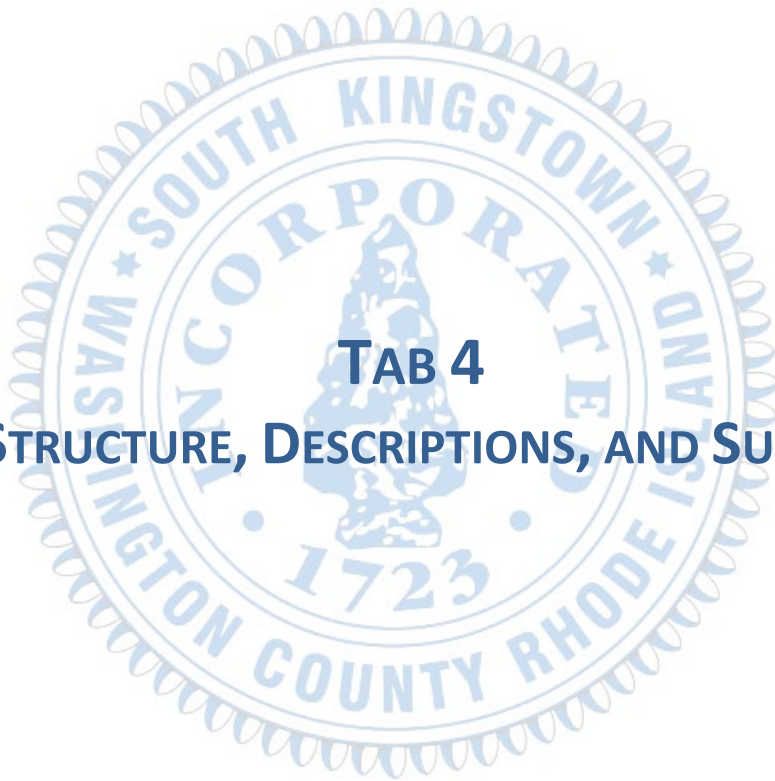 SOUTH KINGSTOWN
INCORPORATED
TAB 4
STRUCTURE, DESCRIPTIONS, AND SU
1723
WASHINGTON COUNTY RHODE ISLAND